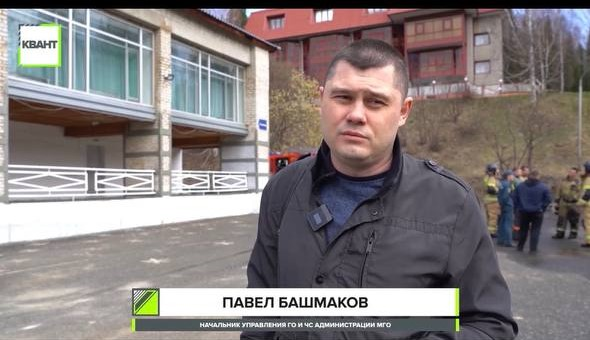 КВАНТ
ПАВЕЛ БАШМАКОВ
НАЧАЛЬНИК УПРАВЛЕНИЯ ГО И ЧС АДМИНИСТРАЦИИ МГО